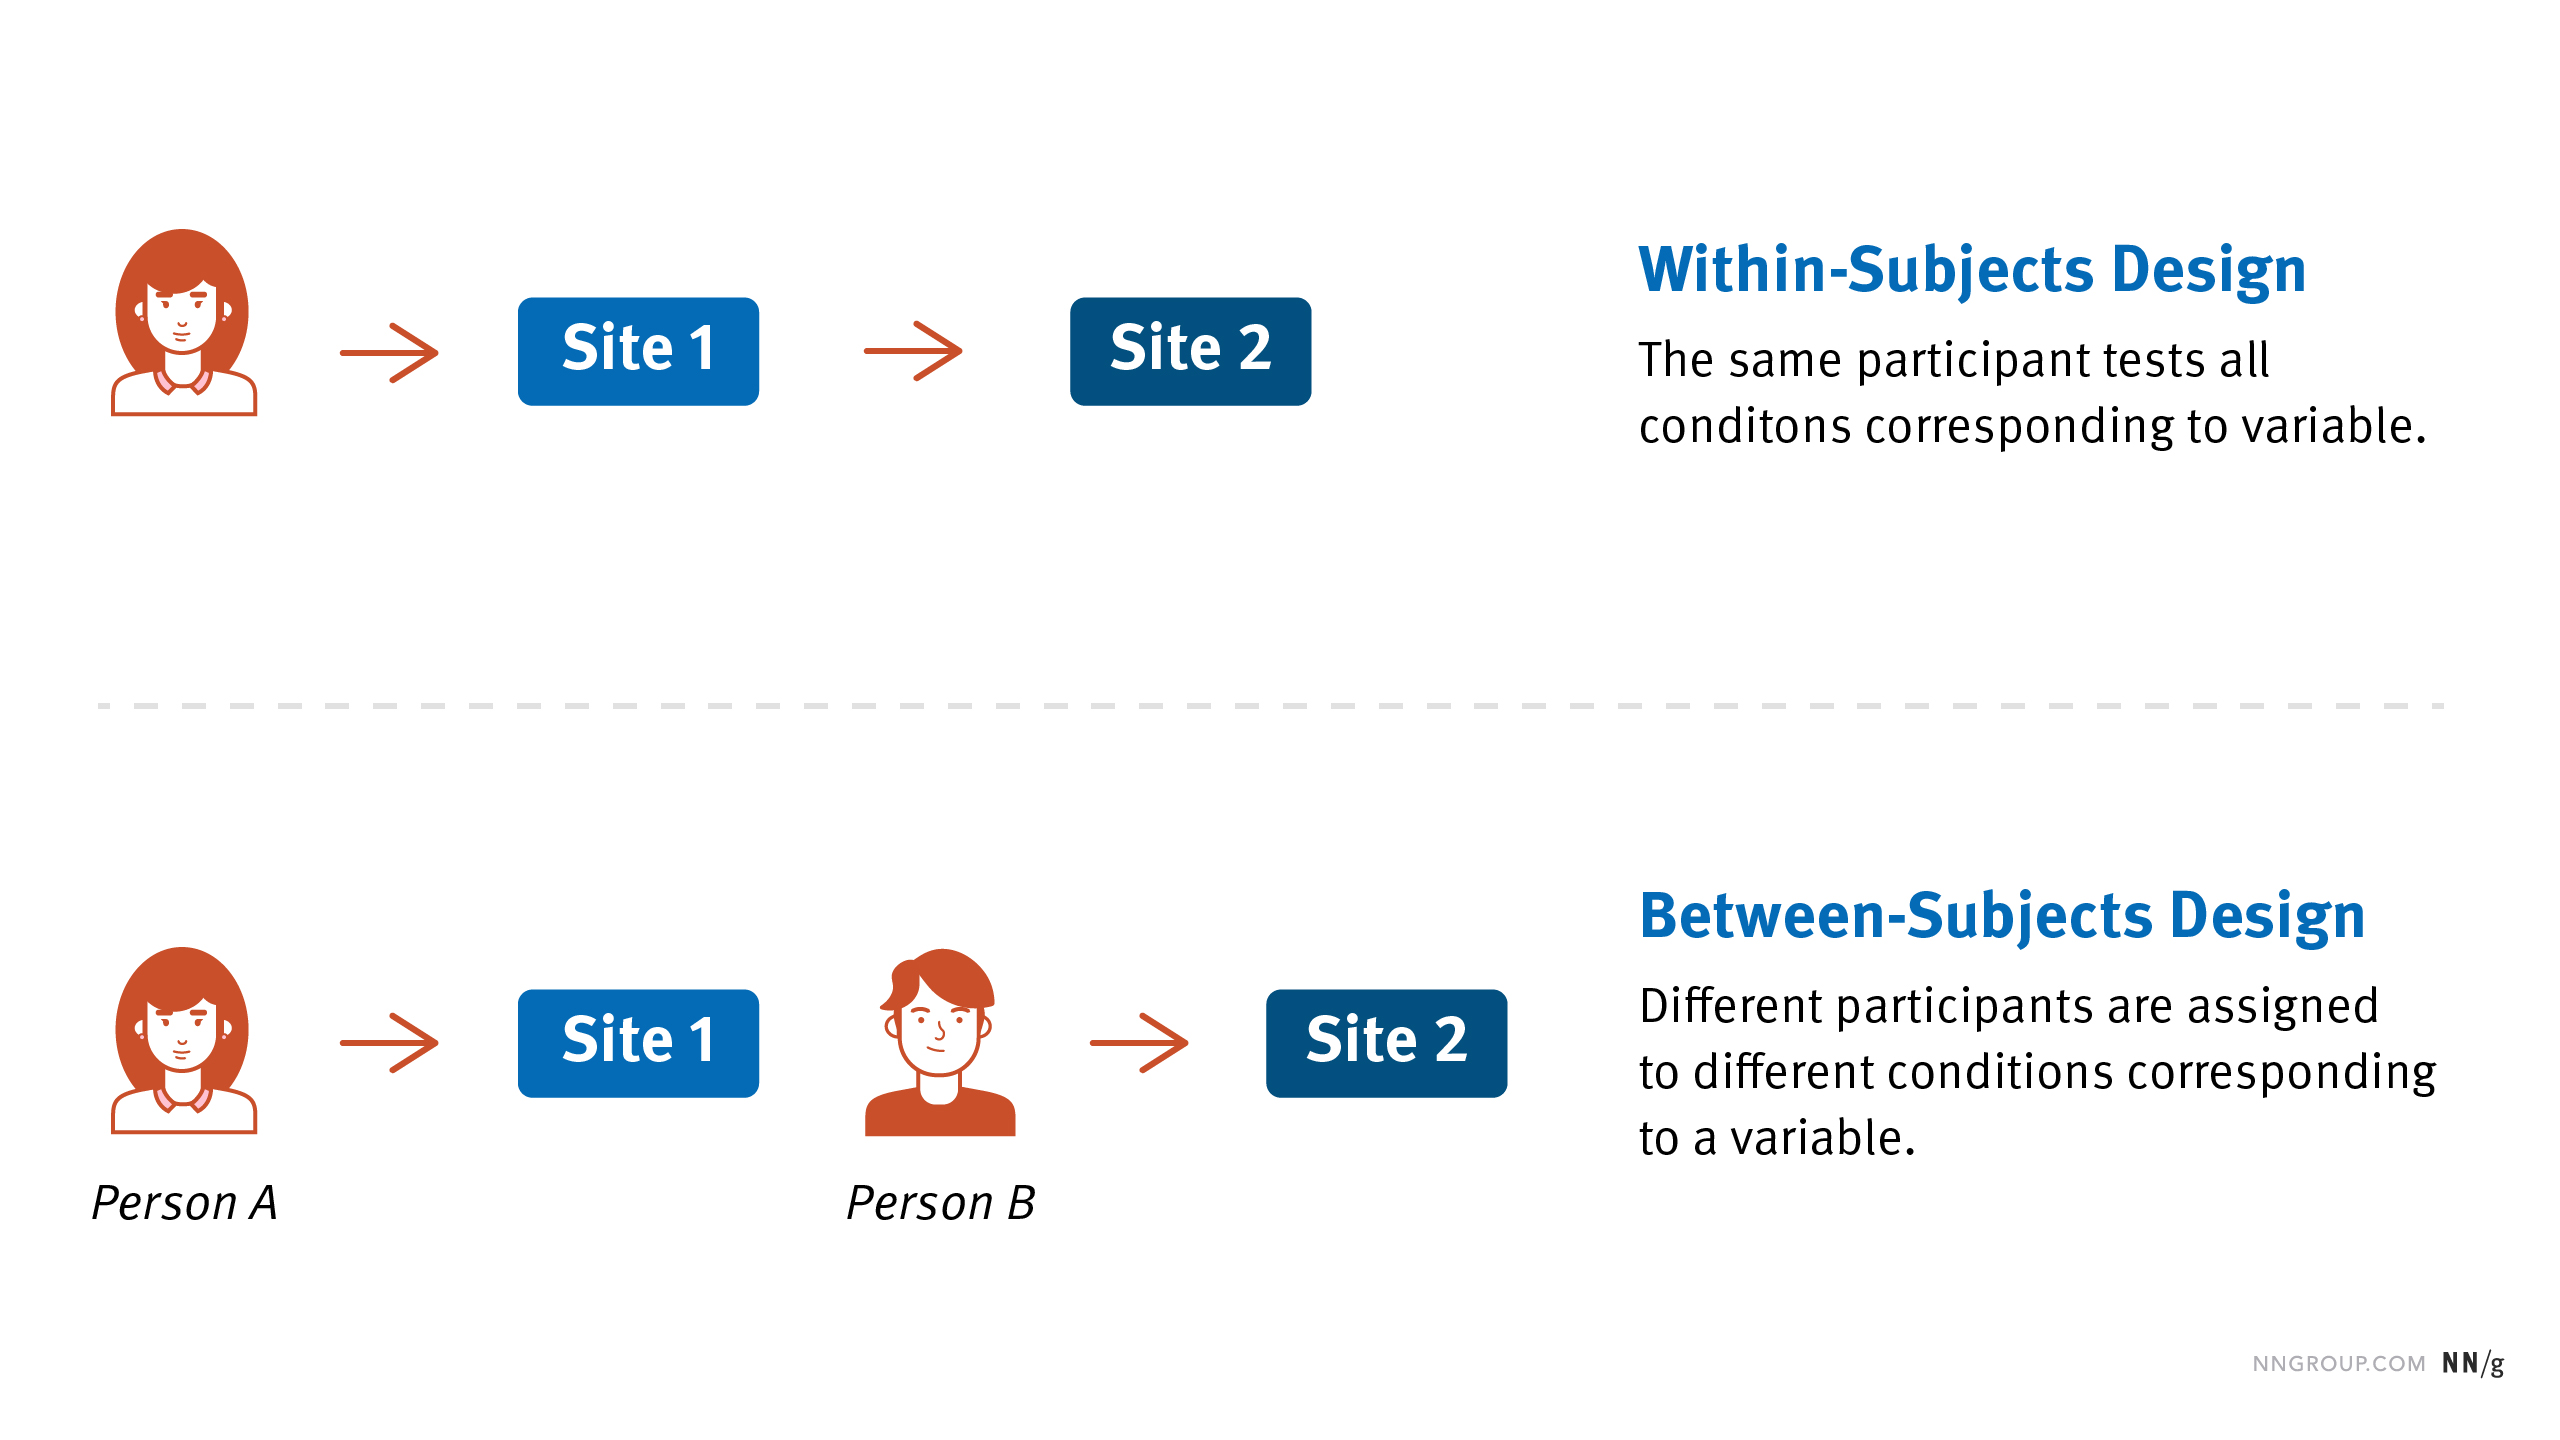 Site 1
Site 2
Within-Subjects Design
The same participant tests all
conditons corresponding to variable.
Site 1
Site 2
Person A
Person B
Between-Subjects Design
Different participants are assigned
to different conditions corresponding
to a variable.
NNGROUP.COM NN/g